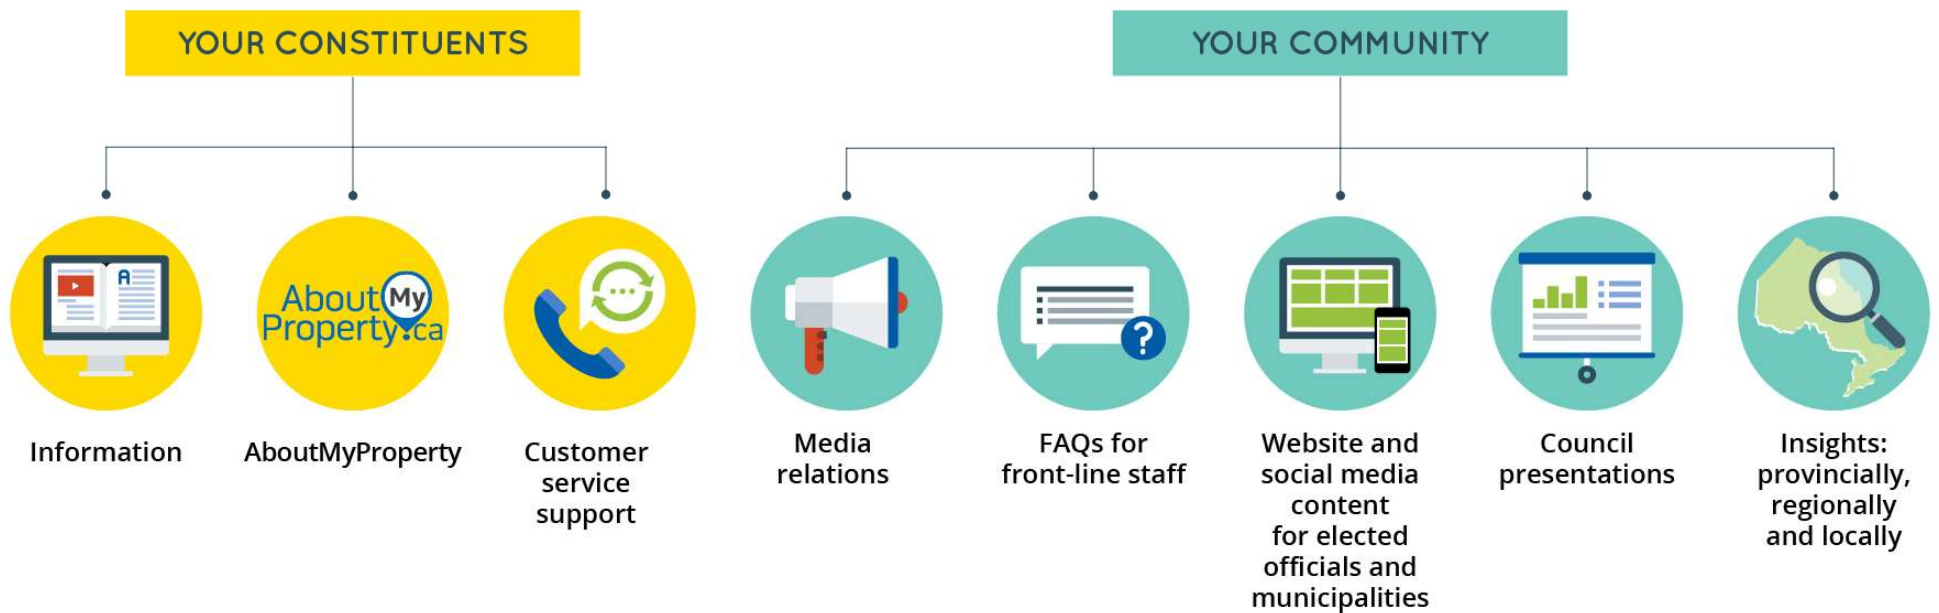 YOUR CONSTITUENTS
YOUR COMMUNITY
A
About My
Property.ca
?
Information
AboutMyProperty
Customer
service
support
Media
relations
FAQs for
front-line staff
Website and
social media
content
for elected
officials and
municipalities
Council
presentations
Insights:
provincially,
regionally
and locally